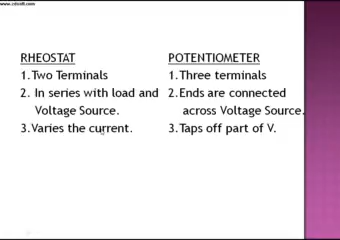 www.zdsoft.com
RHEOSTAT
1.Two Terminals
2. In series with load and
Voltage Source.
3.Varies the current.
POTENTIOMETER
1.Three terminals
2.Ends are connected
across Voltage Source.
3.Taps off part of V.